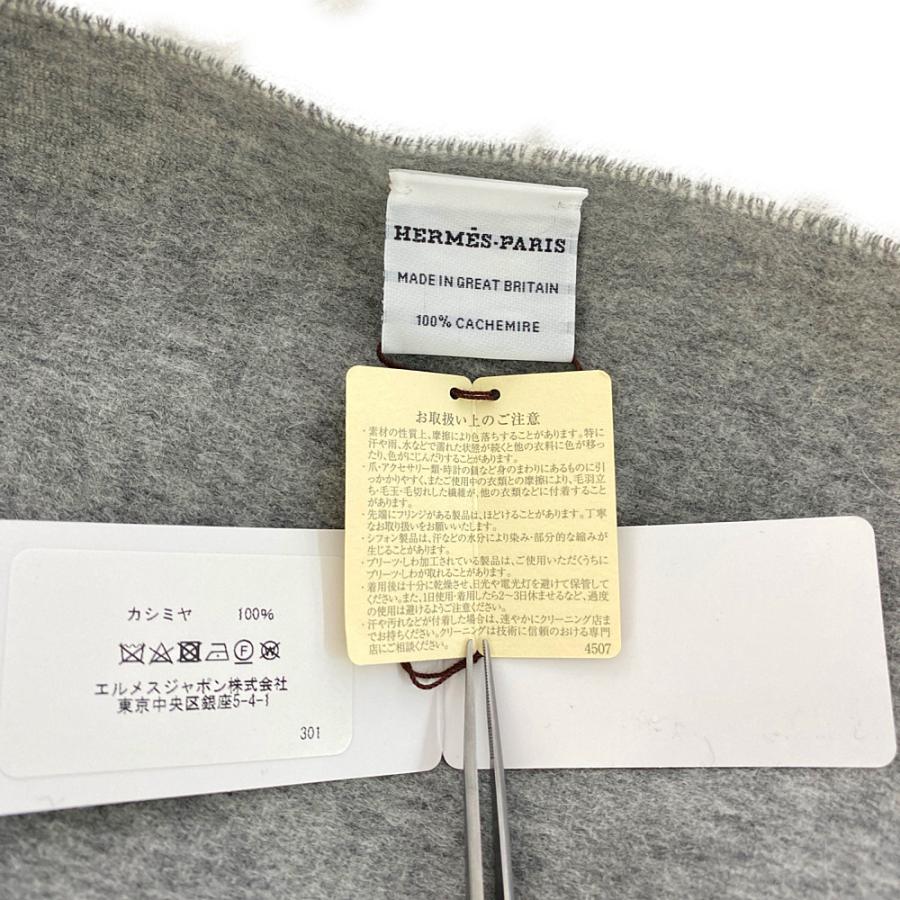 HERMÈS-PARIS
MADE IN GREAT BRITAIN
100% CACHEMIRE
お取扱い上のご注意
・素材の性質上、摩擦により色落ちすることがあります。特に
汗や雨、水などで濡れた状態が続くと他の衣料に色が移っ
たり、色がにじんだりすることがあります。
・爪・アクセサリー類・時計の鎖など身のまわりにあるものに引
っかかりやすく、またご使用中の衣類との摩擦により、毛羽立
ち・毛玉・毛切れした繊維が、他の衣類などに付着すること
があります。
・先端にフリンジがある製品は、ほどけることがあります。丁寧
なお取り扱いをお願いいたします。
・シフォン製品は、汗などの水分により染み・部分的な縮みが
生じることがあります。
・プリーツ・しわ加工されている製品は、ご使用いただくうちに
プリーツ・しわが取れることがあります。
・着用後は十分に乾燥させ、日光や電光灯を避けて保管して
ください。また、1日使用・着用したら2～3日休ませるなど、過度
の使用は避けるようご注意ください。
・汗や汚れなどが付着した場合は、速やかにクリーニング店ま
でお持ちください。クリーニングは技術に信頼のおける専門
店にご相談ください。
4507
カシミヤ 100%
エルメスジャポン株式会社
東京中央区銀座5-4-1
301